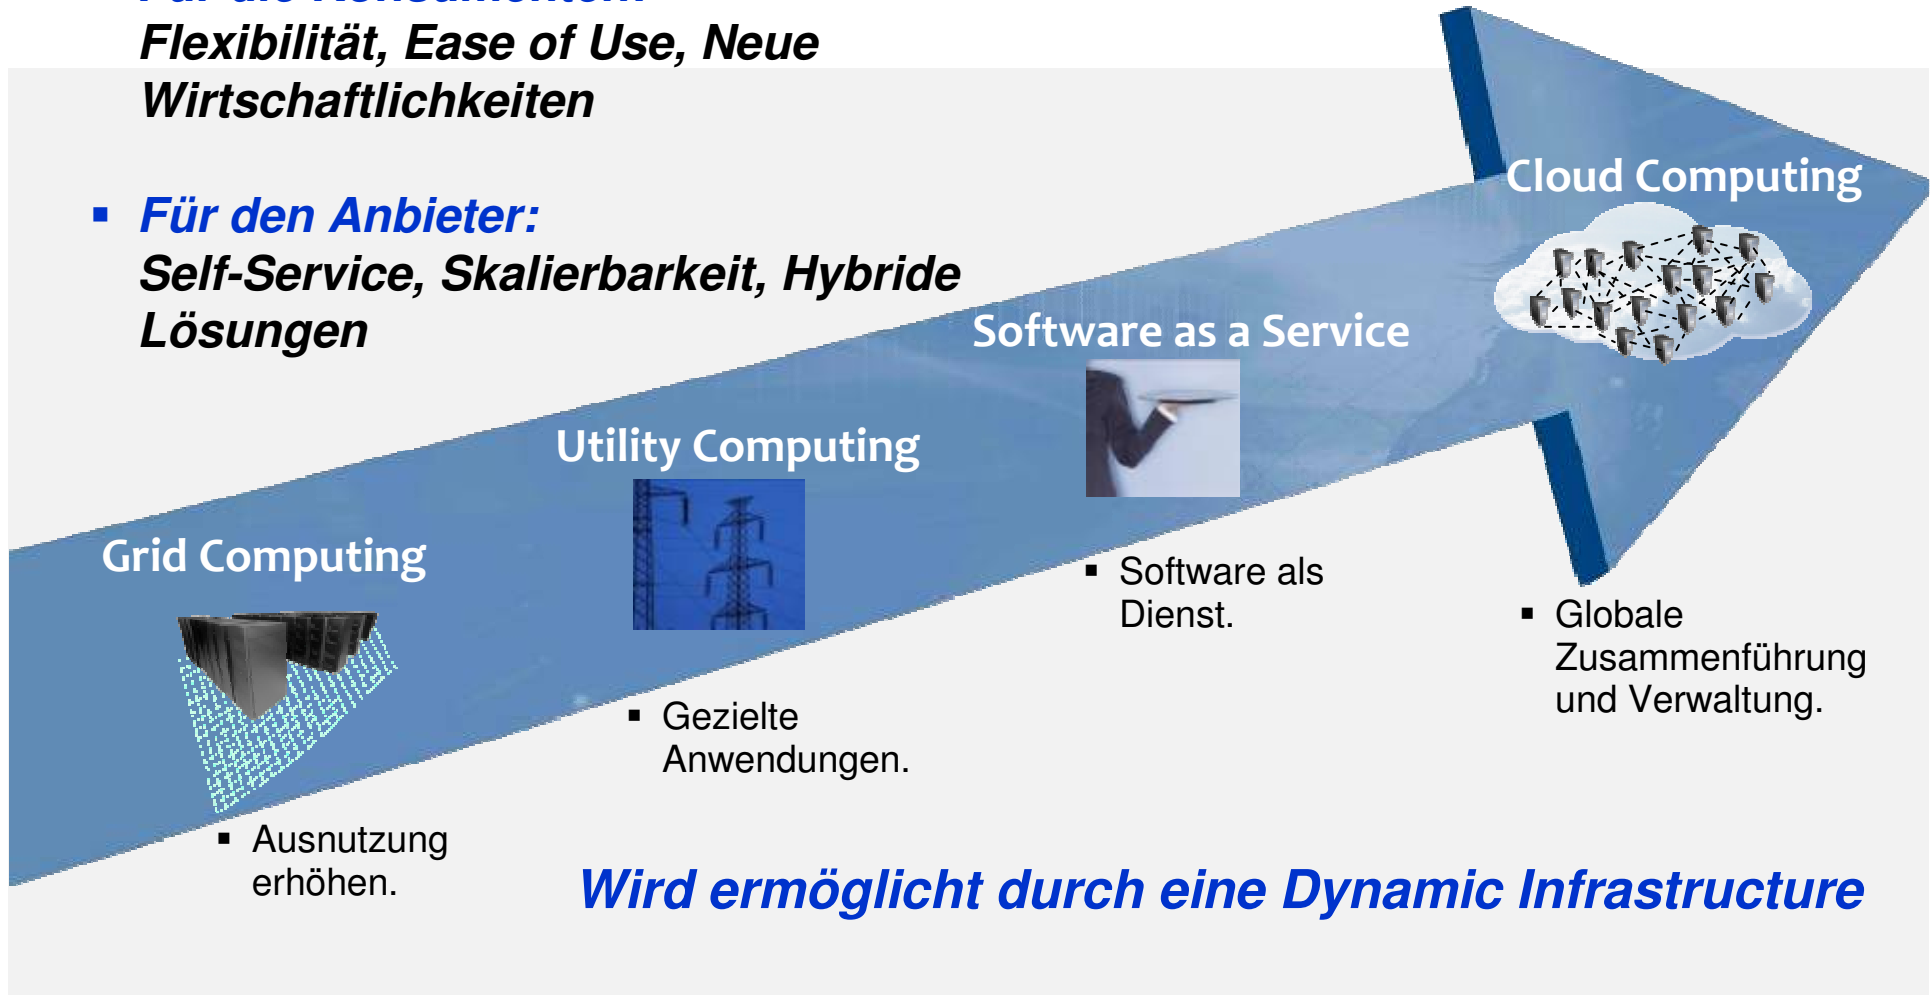 Flexibilität, Ease of Use, Neue
Wirtschaftlichkeiten
▪ Für den Anbieter:
Self-Service, Skalierbarkeit, Hybride
Lösungen
Cloud Computing
Software as a Service
Utility Computing
Grid Computing
▪ Software als
Dienst.
▪ Globale
Zusammenführung
und Verwaltung.
▪ Gezielte
Anwendungen.
▪ Ausnutzung
erhöhen.
Wird ermöglicht durch eine Dynamic Infrastructure